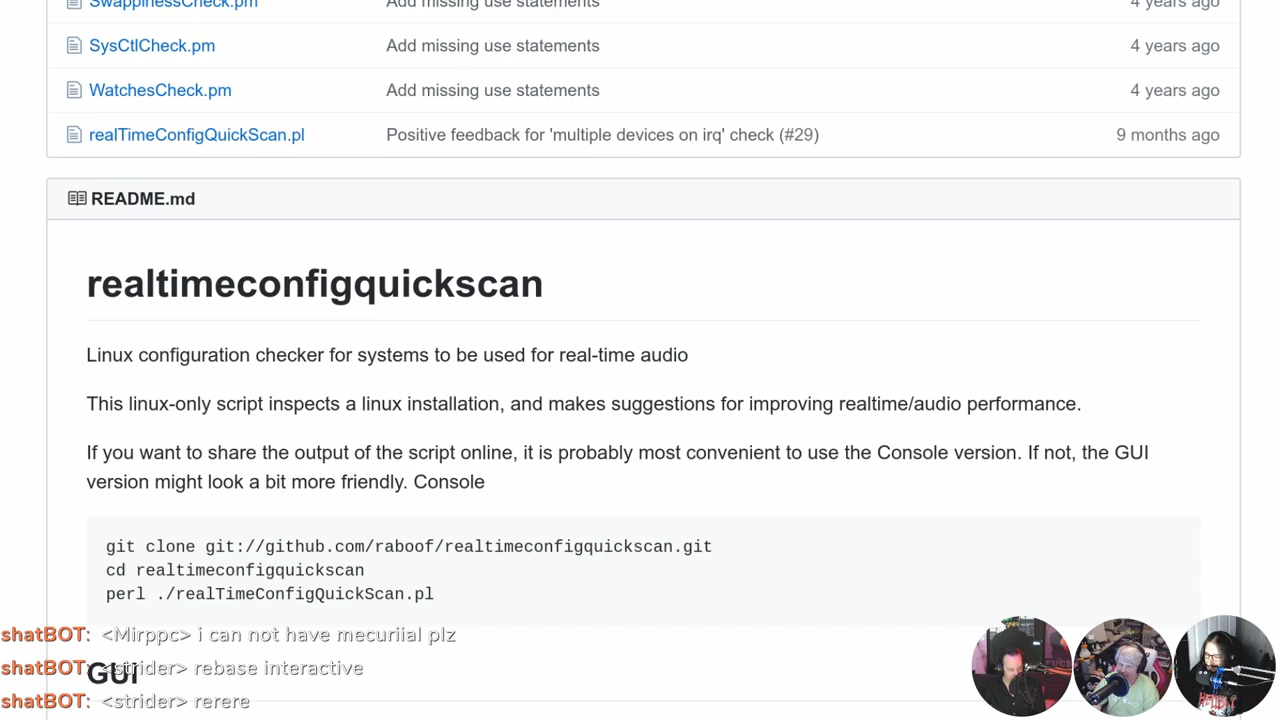 SwappinessCheck.pm Add missing use statements 4 years ago
SysCtlCheck.pm Add missing use statements 4 years ago
WatchesCheck.pm Add missing use statements 4 years ago
realTimeConfigQuickScan.pl Positive feedback for 'multiple devices on irq' check (#29) 9 months ago
README.md
realtimeconfigquickscan
Linux configuration checker for systems to be used for real-time audio
This linux-only script inspects a linux installation, and makes suggestions for improving realtime/audio performance.
If you want to share the output of the script online, it is probably most convenient to use the Console version. If not, the GUI
version might look a bit more friendly. Console
git clone git://github.com/raboof/realtimeconfigquickscan.git
cd realtimeconfigquickscan
perl ./realTimeConfigQuickScan.pl
shatBOT: <Mirppc> i can not have mecuriial plz
shatBOT: <strider> rebase interactive
GUI
shatBOT: <strider> rerere